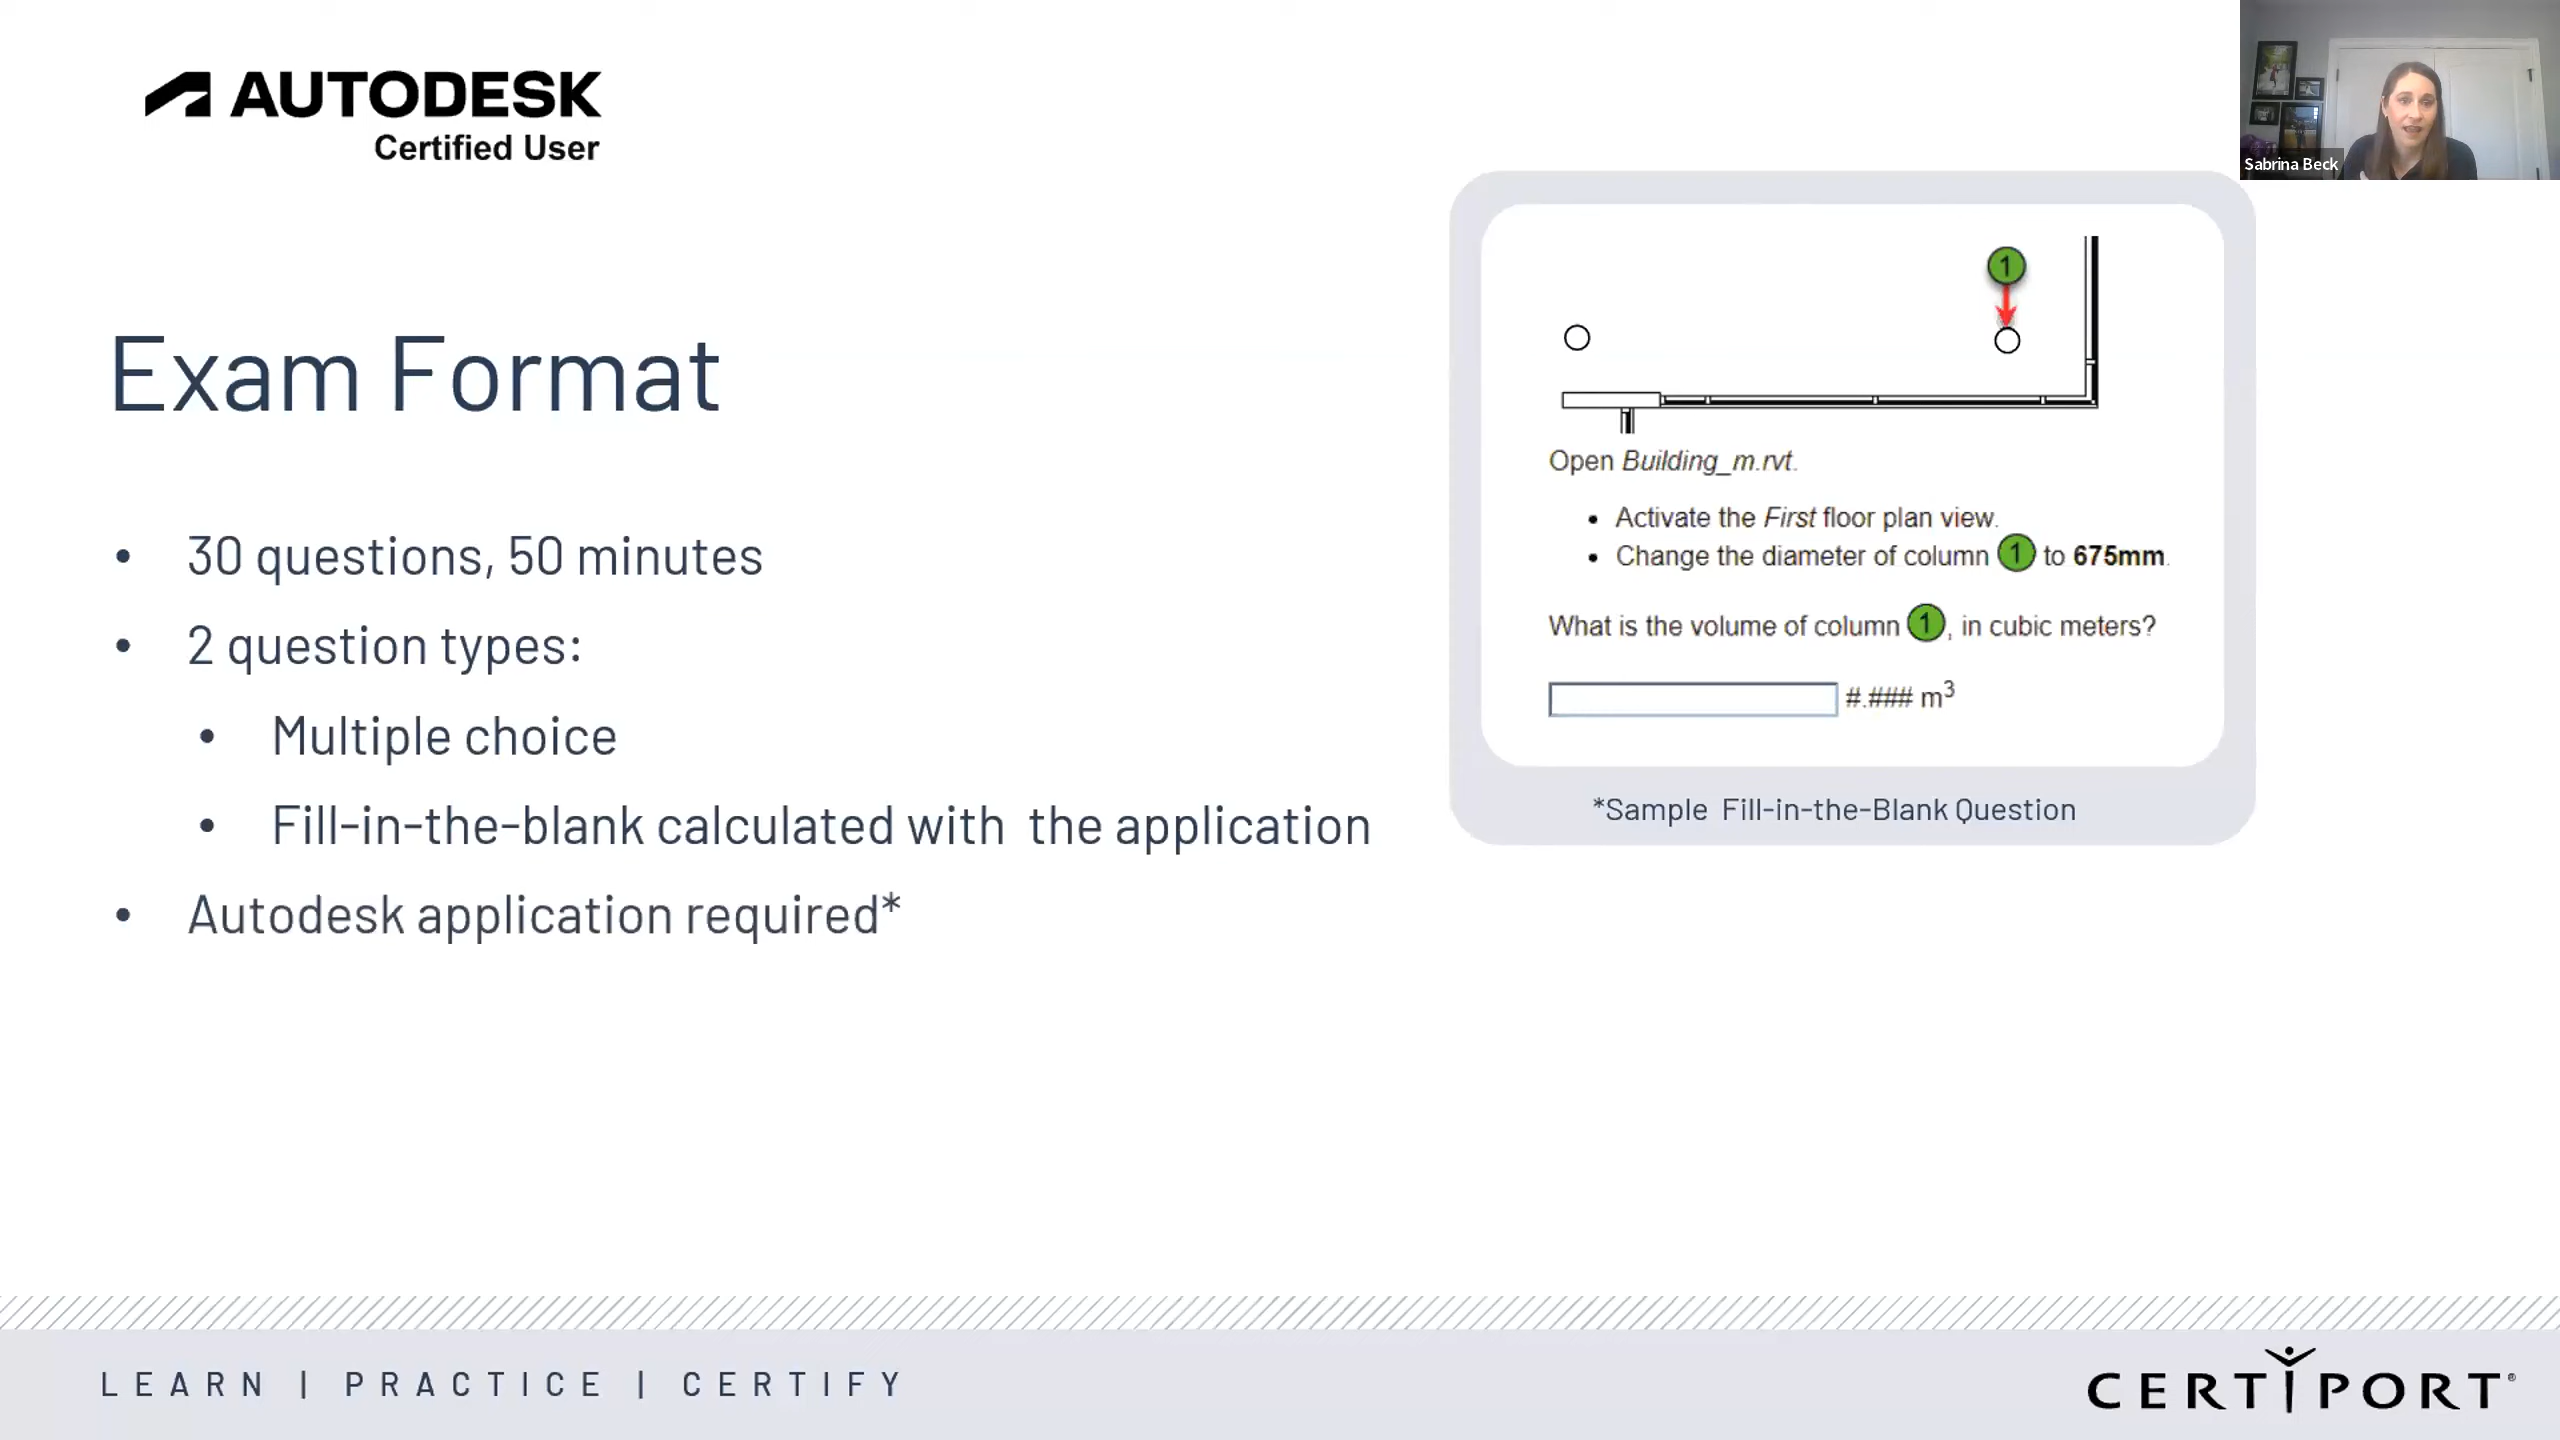 AUTODESK
Certified User
Sabrina Beck
Exam Format
• 30 questions, 50 minutes
• 2 question types:
• Multiple choice
• Fill-in-the-blank calculated with the application
• Autodesk application required*
1
Open Building_m.rvt.
• Activate the First floor plan view.
• Change the diameter of column 1 to 675mm.
What is the volume of column 1, in cubic meters?
#.### m³
*Sample Fill-in-the-Blank Question
LEARN | PRACTICE | CERTIFY
CERTIPORT®